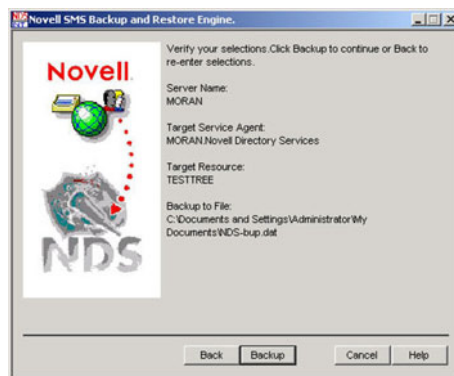 Novell SMS Backup and Restore Engine.
Novell
NDS
Verify your selections.Click Backup to continue or Back to
re-enter selections.
Server Name:
MORAN
Target Service Agent:
MORAN.Novell Directory Services
Target Resource:
TESTTREE
Backup to File:
C:\Documents and Settings\Administrator\My
Documents\NDS-bup.dat
Back
Backup
Cancel
Help